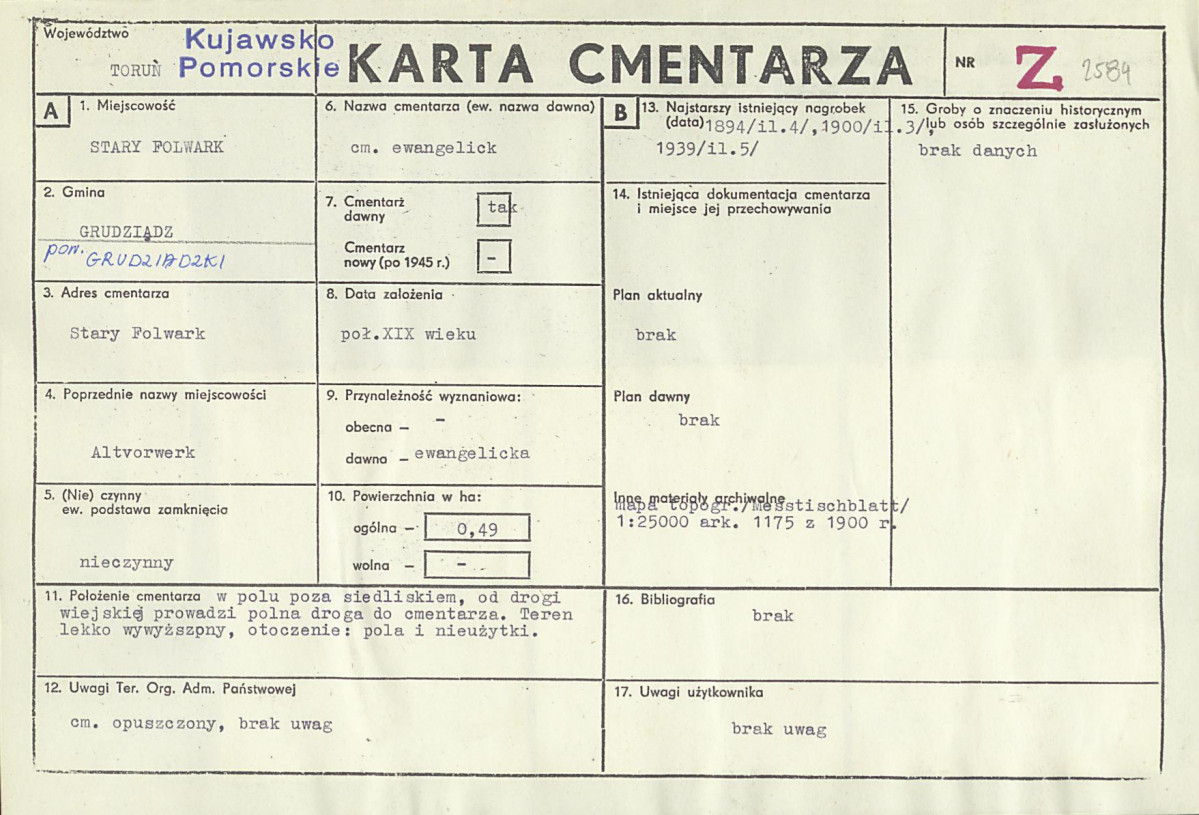 Województwo
TORUŃ
Kujawsko
Pomorskie
KARTA CMENTARZA
NR
Z 2584
A
1. Miejscowość
STARY FOLWARK
2. Gmina
GRUDZIĄDZ
pow. GRUDZIĄDZKI
3. Adres cmentarza
Stary Folwark
4. Poprzednie nazwy miejscowości
Altvorwerk
5. (Nie) czynny
ew. podstawa zamknięcia
nieczynny
6. Nazwa cmentarza (ew. nazwa dawna)
cm. ewangelick
7. Cmentarz
dawny
tak
Cmentarz
nowy (po 1945 r.)
-
8. Data założenia
poł.XIX wieku
9. Przynależność wyznaniowa:
obecna – -
dawna – ewangelicka
10. Powierzchnia w ha:
ogólna – 0,49
wolna – -
11. Położenie cmentarza w polu poza siedliskiem, od drogi
wiejskiej prowadzi polna droga do cmentarza. Teren
lekko wywyższpny, otoczenie: pola i nieużytki.
12. Uwagi Ter. Org. Adm. Państwowej
cm. opuszczony, brak uwag
B
13. Najstarszy istniejący nagrobek
(data) 1894/il.4/,1900/il.3/,
1939/il.5/
14. Istniejąca dokumentacja cmentarza
i miejsce jej przechowywania
Plan aktualny
brak
Plan dawny
brak
Inne materiały archiwalne
mapa topogr./Messtischblatt/
1:25000 ark. 1175 z 1900 r.
15. Groby o znaczeniu historycznym
lub osób szczególnie zasłużonych
brak danych
16. Bibliografia
brak
17. Uwagi użytkownika
brak uwag